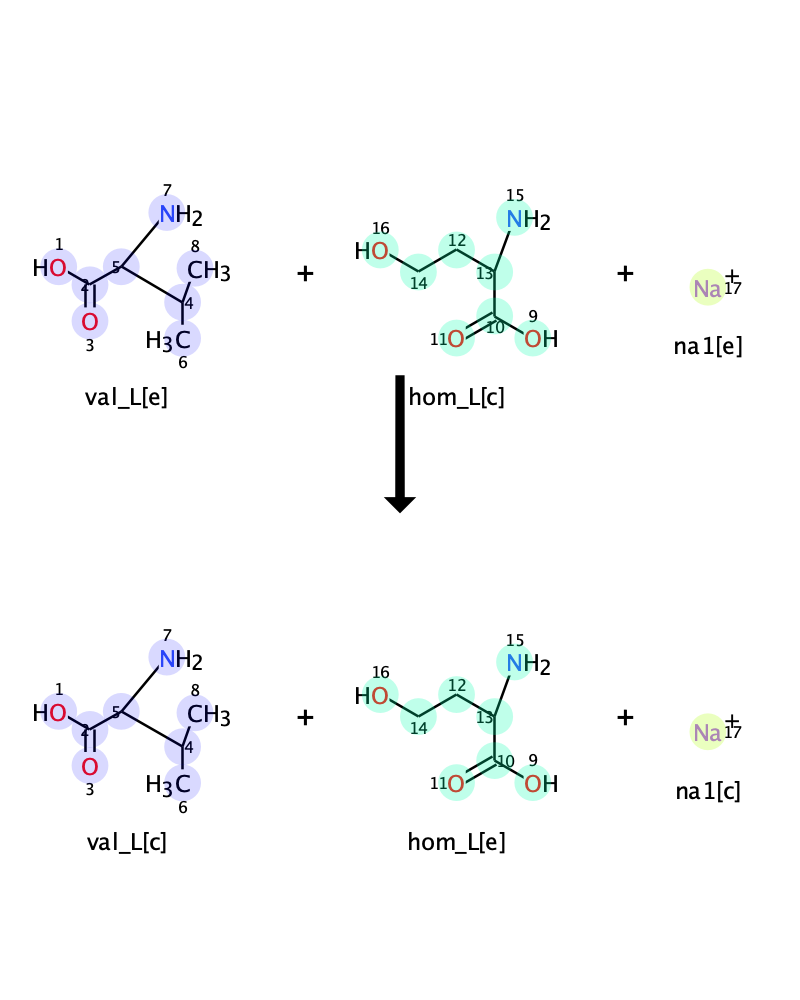 7
NH2
8
1
HO
CH3
2
5
4
O
H3C
3
6
val_L[e]
+
15
NH2
16
12
HO
13
14
9
10
11
O
OH
hom_L[c]
+
Na+
17
na1[e]
7
NH2
8
1
HO
CH3
2
5
4
O
H3C
3
6
val_L[c]
+
15
NH2
16
12
HO
13
14
9
10
11
O
OH
hom_L[e]
+
Na+
17
na1[c]